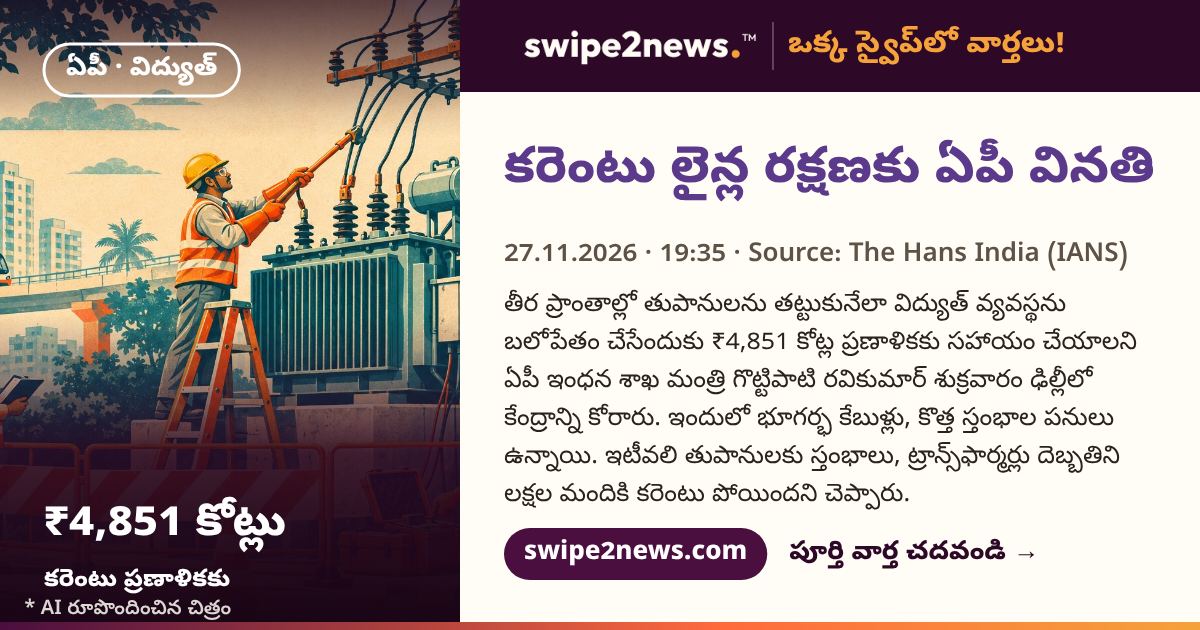 ఏపీ · విద్యుత్
swipe2news.™
ఒక్క స్వైప్‌లో వార్తలు!
కరెంటు లైన్ల రక్షణకు ఏపీ వినతి
27.11.2026 · 19:35 · Source: The Hans India (IANS)
తీర ప్రాంతాల్లో తుపానులను తట్టుకునేలా విద్యుత్ వ్యవస్థను
బలోపేతం చేసేందుకు ₹4,851 కోట్ల ప్రణాళికకు సహాయం చేయాలని
ఏపీ ఇంధన శాఖ మంత్రి గొట్టిపాటి రవికుమార్ శుక్రవారం ఢిల్లీలో
కేంద్రాన్ని కోరారు. ఇందులో భూగర్భ కేబుళ్లు, కొత్త స్తంభాల పనులు
ఉన్నాయి. ఇటీవలి తుపానులకు స్తంభాలు, ట్రాన్స్‌ఫార్మర్లు దెబ్బతిని
లక్షల మందికి కరెంటు పోయిందని చెప్పారు.
₹4,851 కోట్లు
కరెంటు ప్రణాళికకు
* AI రూపొందించిన చిత్రం
swipe2news.com
పూర్తి వార్త చదవండి →